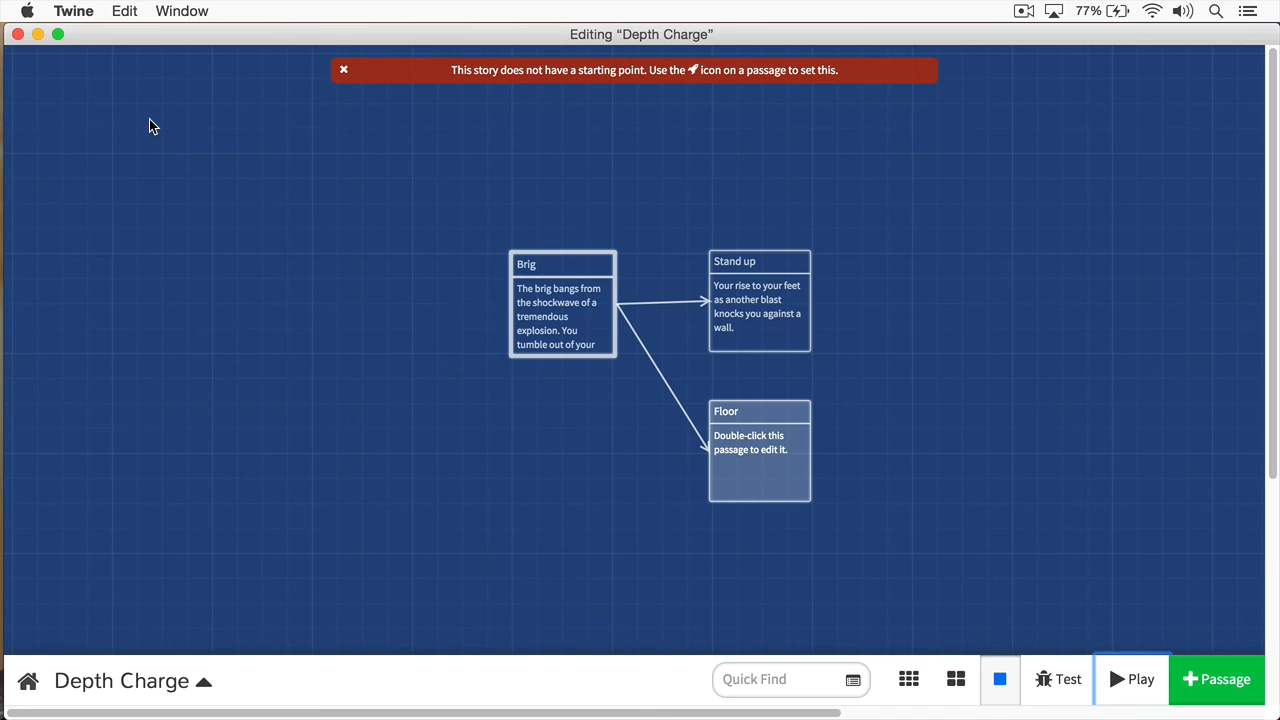 Twine Edit Window 77%
Editing “Depth Charge”
This story does not have a starting point. Use the icon on a passage to set this.
Brig
The brig bangs from
the shockwave of a
tremendous
explosion. You
tumble out of your
Stand up
Your rise to your feet
as another blast
knocks you against a
wall.
Floor
Double-click this
passage to edit it.
Depth Charge
Quick Find
Test
Play
Passage